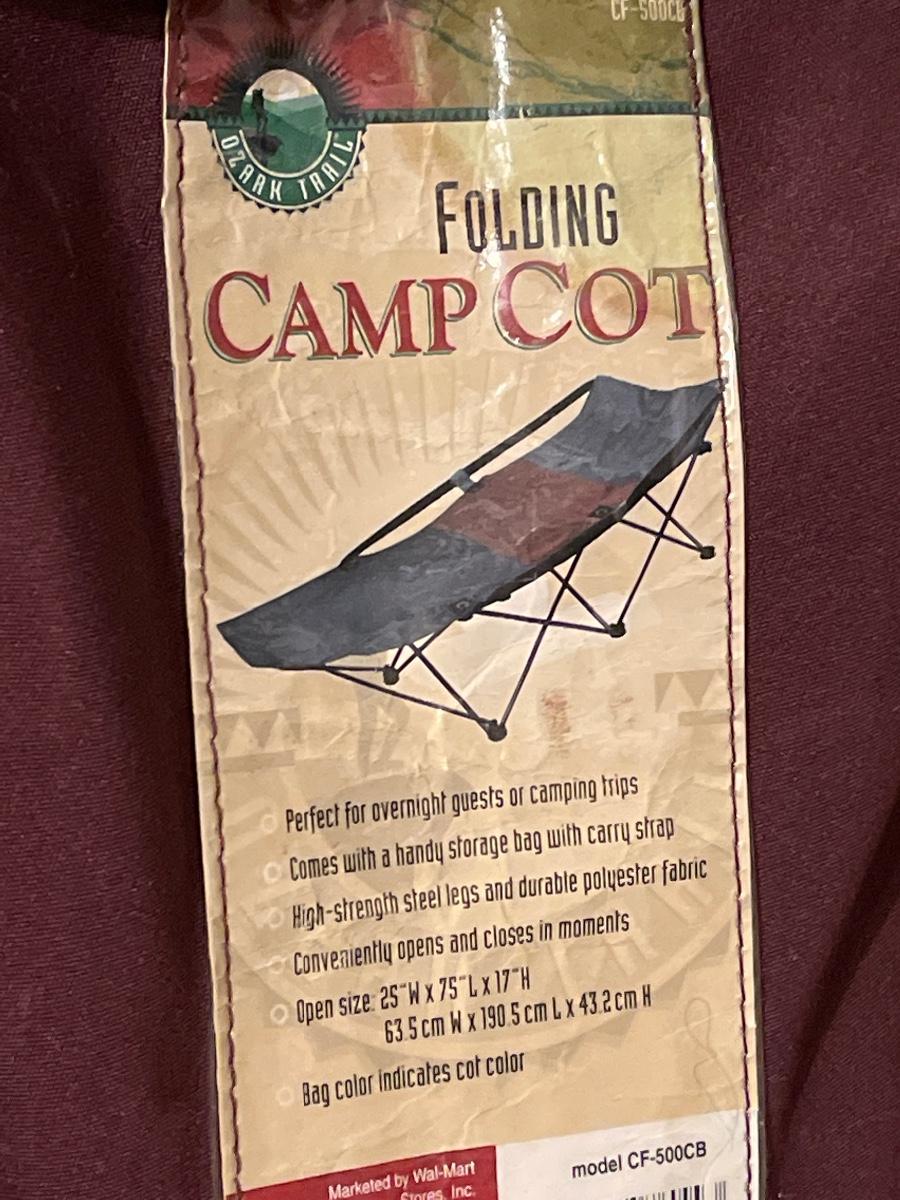 CF-500CB
OZARK TRAIL
FOLDING
CAMP COT
Perfect for overnight guests or camping trips
Comes with a handy storage bag with carry strap
High-strength steel legs and durable polyester fabric
Conveniently opens and closes in moments
Open size: 25"W x 75"L x 17"H
63.5 cm W x 190.5 cm L x 43.2 cm H
Bag color indicates cot color
Marketed by Wal-Mart
Stores, Inc.
model CF-500CB